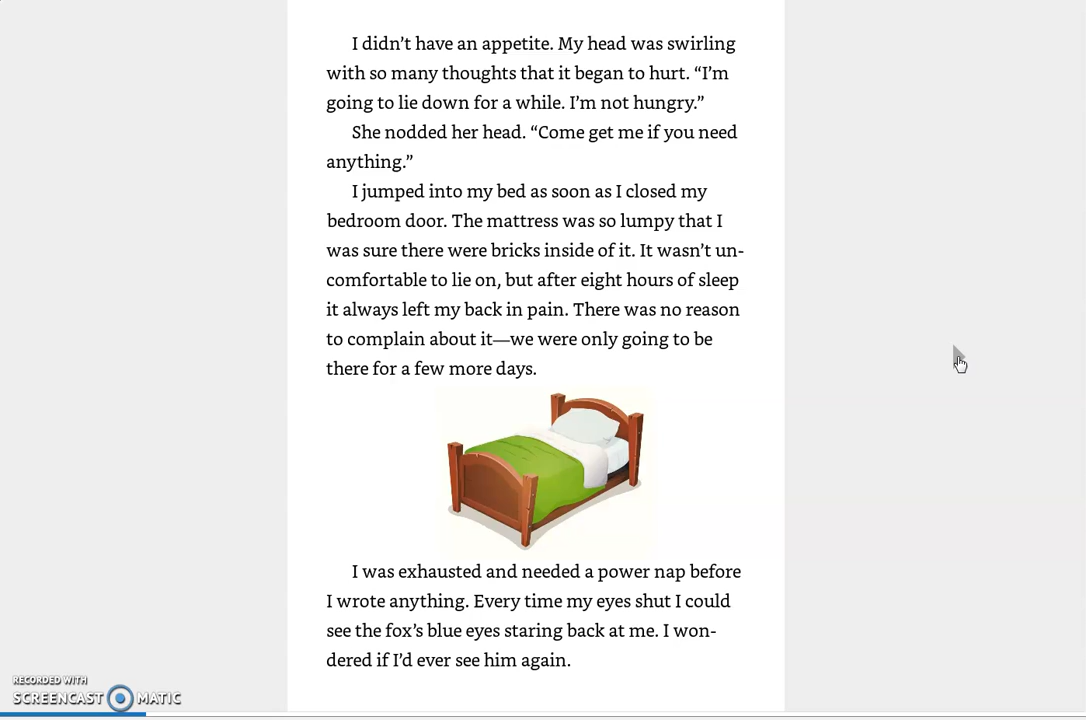 I didn’t have an appetite. My head was swirling
with so many thoughts that it began to hurt. “I’m
going to lie down for a while. I’m not hungry.”
She nodded her head. “Come get me if you need
anything.”
I jumped into my bed as soon as I closed my
bedroom door. The mattress was so lumpy that I
was sure there were bricks inside of it. It wasn’t un-
comfortable to lie on, but after eight hours of sleep
it always left my back in pain. There was no reason
to complain about it—we were only going to be
there for a few more days.
I was exhausted and needed a power nap before
I wrote anything. Every time my eyes shut I could
see the fox’s blue eyes staring back at me. I won-
dered if I’d ever see him again.
RECORDED WITH
SCREENCAST MATIC